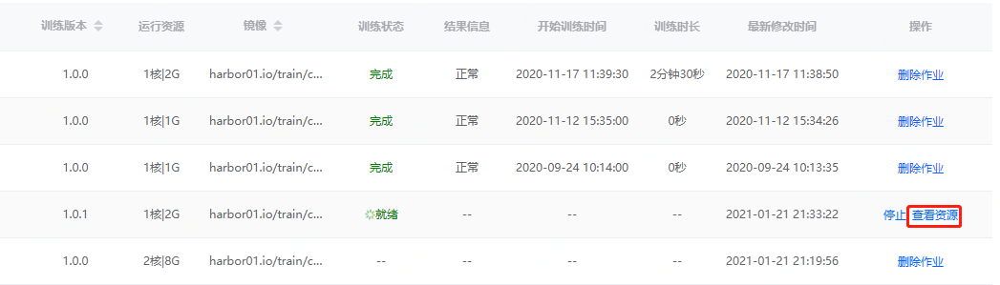 训练版本 运行资源 镜像 训练状态 结果信息 开始训练时间 训练时长 最新修改时间 操作
1.0.0 1核|2G harbor01.io/train/c... 完成 正常 2020-11-17 11:39:30 2分钟30秒 2020-11-17 11:38:50 删除作业
1.0.0 1核|1G harbor01.io/train/c... 完成 正常 2020-11-12 15:35:00 0秒 2020-11-12 15:34:26 删除作业
1.0.0 1核|1G harbor01.io/train/c... 完成 正常 2020-09-24 10:14:00 0秒 2020-09-24 10:13:35 删除作业
1.0.1 1核|2G harbor01.io/train/c... 就绪 -- -- -- 2021-01-21 21:33:22 停止 查看资源
1.0.0 2核|8G harbor01.io/train/c... -- -- -- -- 2021-01-21 21:19:56 删除作业